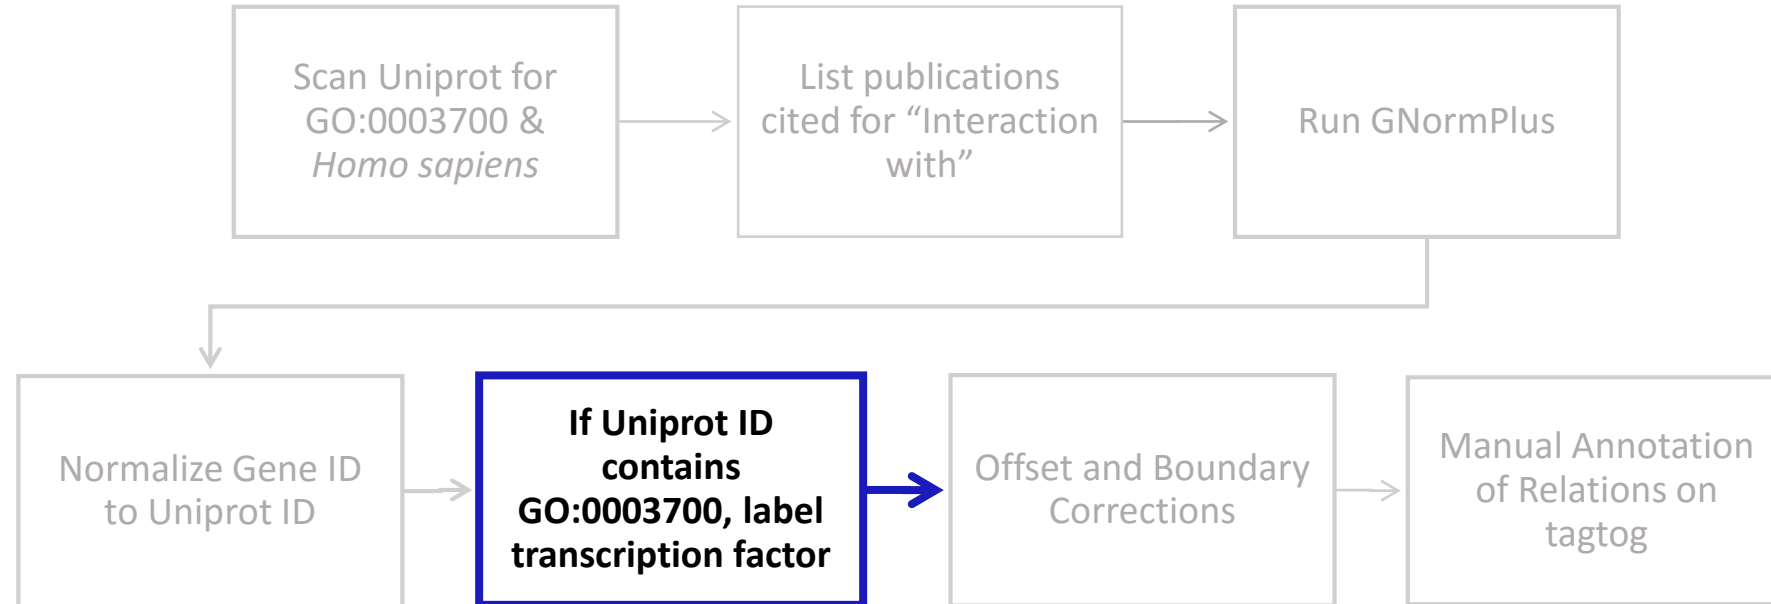 Scan Uniprot for
GO:0003700 &
Homo sapiens
List publications
cited for “Interaction
with”
Run GNormPlus
Normalize Gene ID
to Uniprot ID
If Uniprot ID
contains
GO:0003700, label
transcription factor
Offset and Boundary
Corrections
Manual Annotation
of Relations on
tagtog